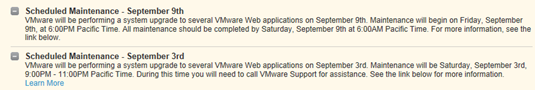 Scheduled Maintenance - September 9th
VMware will be performing a system upgrade to several VMware Web applications on September 9th. Maintenance will begin on Friday, September
9th, at 6:00PM Pacific Time. All maintenance should be completed by Saturday, September 9th at 6:00AM Pacific Time. For more information, see the
link below.
Scheduled Maintenance - September 3rd
VMware will be performing a system upgrade to several VMware Web applications on September 3rd. Maintenance will be Saturday, September 3rd,
9:00PM - 11:00PM Pacific Time. During this time you will need to call VMware Support for assistance. See the link below for more information.
Learn More